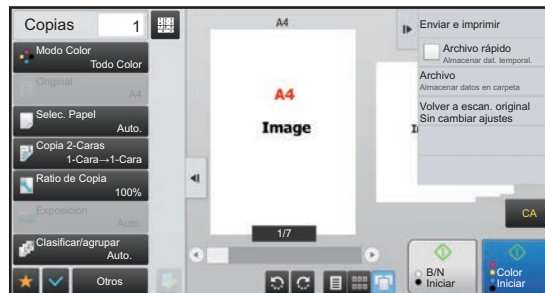 Copias
1
Modo Color
Todo Color
Original
A4
Selec. Papel
Auto.
Copia 2-Caras
1-Cara→1-Cara
Ratio de Copia
100%
Exposición
Auto.
Clasificar/agrupar
Auto.
Otros
A4
A4
Image
1/7
Enviar e imprimir
Archivo rápido
Almacenar dat. temporal.
Archivo
Almacenar datos en carpeta
Volver a escan. original
Sin cambiar ajustes
CA
B/N
Iniciar
Color
Iniciar